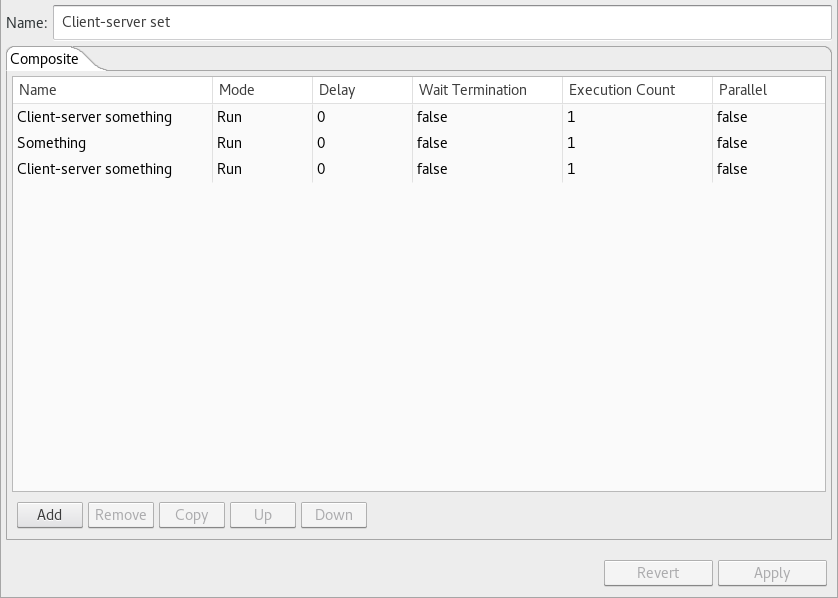 Name: Client-server set
Composite
Name Mode Delay Wait Termination Execution Count Parallel
Client-server something Run 0 false 1 false
Something Run 0 false 1 false
Client-server something Run 0 false 1 false
Add Remove Copy Up Down
Revert Apply